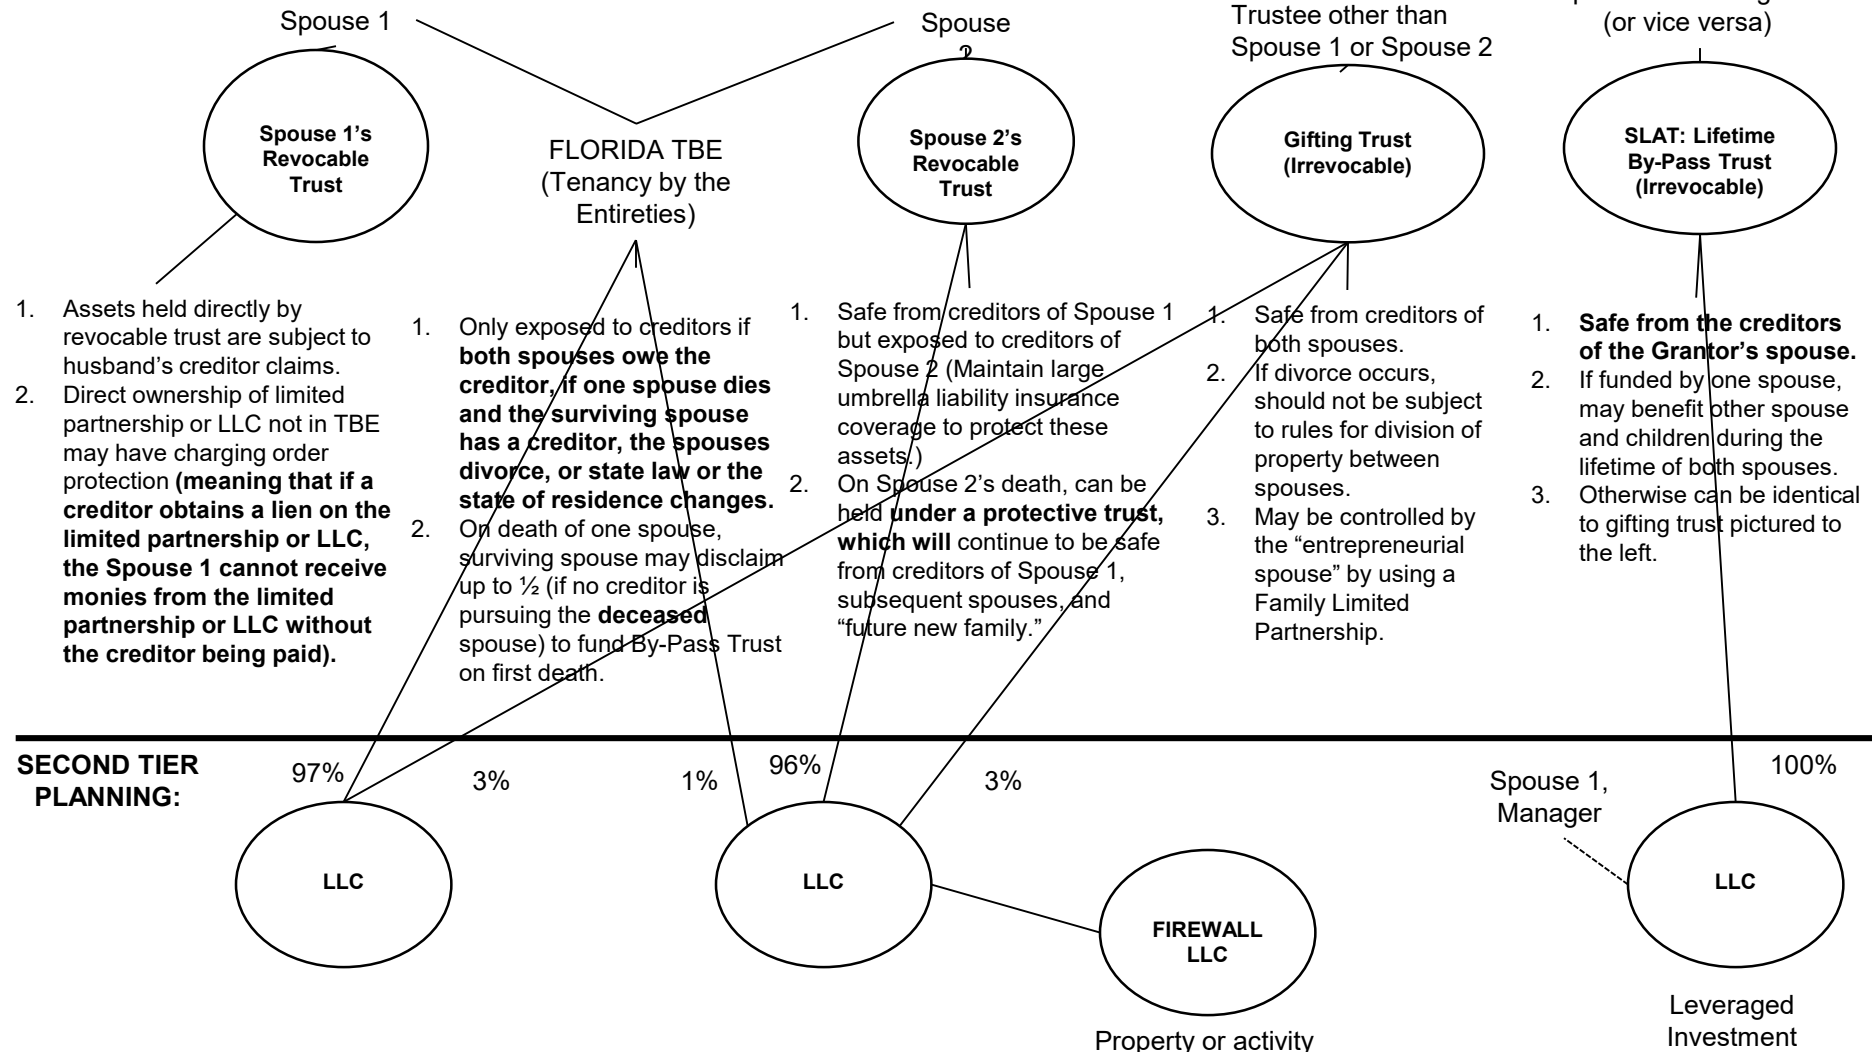 Spouse 1
Spouse
2
Trustee other than
Spouse 1 or Spouse 2
(or vice versa)
Spouse 1’s
Revocable
Trust
FLORIDA TBE
(Tenancy by the
Entireties)
Spouse 2’s
Revocable
Trust
Gifting Trust
(Irrevocable)
SLAT: Lifetime
By-Pass Trust
(Irrevocable)
1. Assets held directly by
revocable trust are subject to
husband’s creditor claims.
2. Direct ownership of limited
partnership or LLC not in TBE
may have charging order
protection (meaning that if a
creditor obtains a lien on the
limited partnership or LLC,
the Spouse 1 cannot receive
monies from the limited
partnership or LLC without
the creditor being paid).
1. Only exposed to creditors if
both spouses owe the
creditor, if one spouse dies
and the surviving spouse
has a creditor, the spouses
divorce, or state law or the
state of residence changes.
2. On death of one spouse,
surviving spouse may disclaim
up to ½ (if no creditor is
pursuing the deceased
spouse) to fund By-Pass Trust
on first death.
1. Safe from creditors of Spouse 1
but exposed to creditors of
Spouse 2 (Maintain large
umbrella liability insurance
coverage to protect these
assets.)
2. On Spouse 2’s death, can be
held under a protective trust,
which will continue to be safe
from creditors of Spouse 1,
subsequent spouses, and
“future new family.”
1. Safe from creditors of
both spouses.
2. If divorce occurs,
should not be subject
to rules for division of
property between
spouses.
3. May be controlled by
the “entrepreneurial
spouse” by using a
Family Limited
Partnership.
1. Safe from the creditors
of the Grantor’s spouse.
2. If funded by one spouse,
may benefit other spouse
and children during the
lifetime of both spouses.
3. Otherwise can be identical
to gifting trust pictured to
the left.
SECOND TIER
PLANNING:
97%
3%
1%
96%
3%
100%
Spouse 1,
Manager
LLC
LLC
FIREWALL
LLC
LLC
Property or activity
Leveraged
Investment